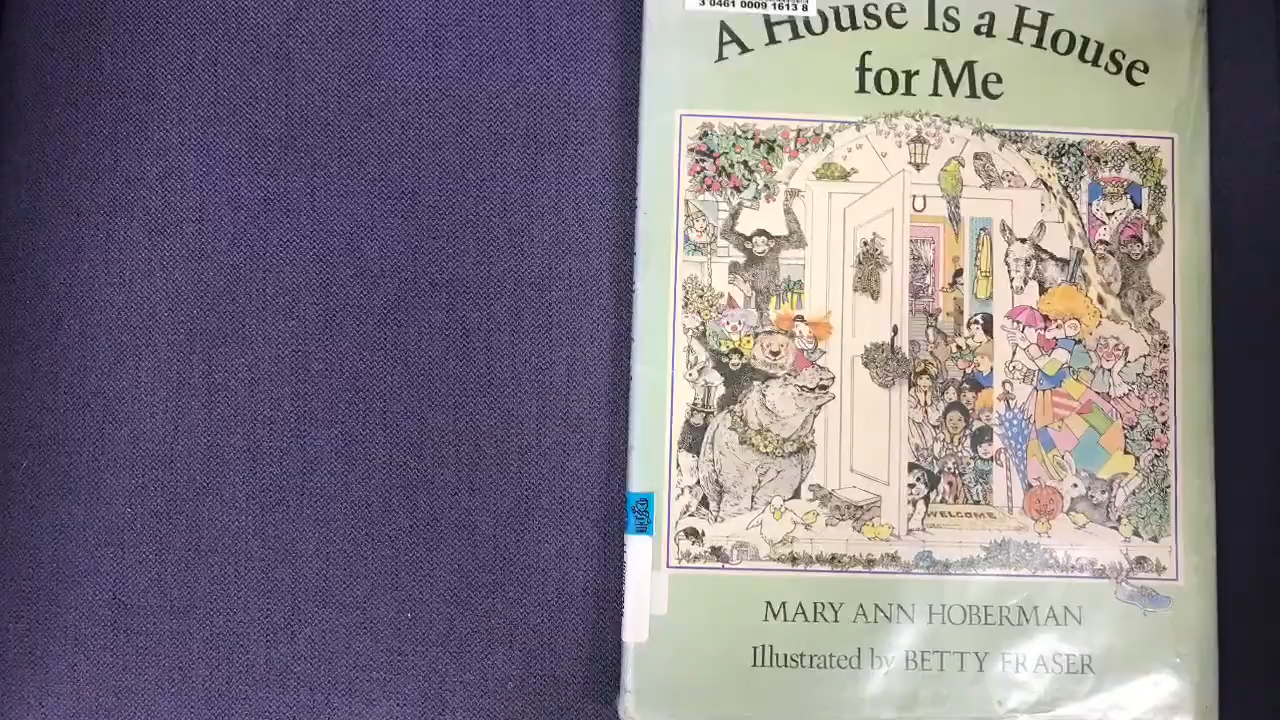 3 0461 0009 1613 8
A House Is a House
for Me
WELCOME
MARY ANN HOBERMAN
Illustrated by BETTY FRASER